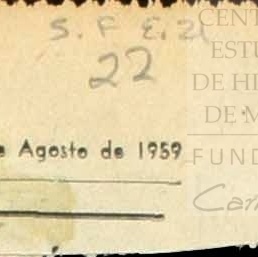 S. F E. 21
22
CENT
ESTU
DE HI
DE M
e Agosto de 1959
FUND
Car